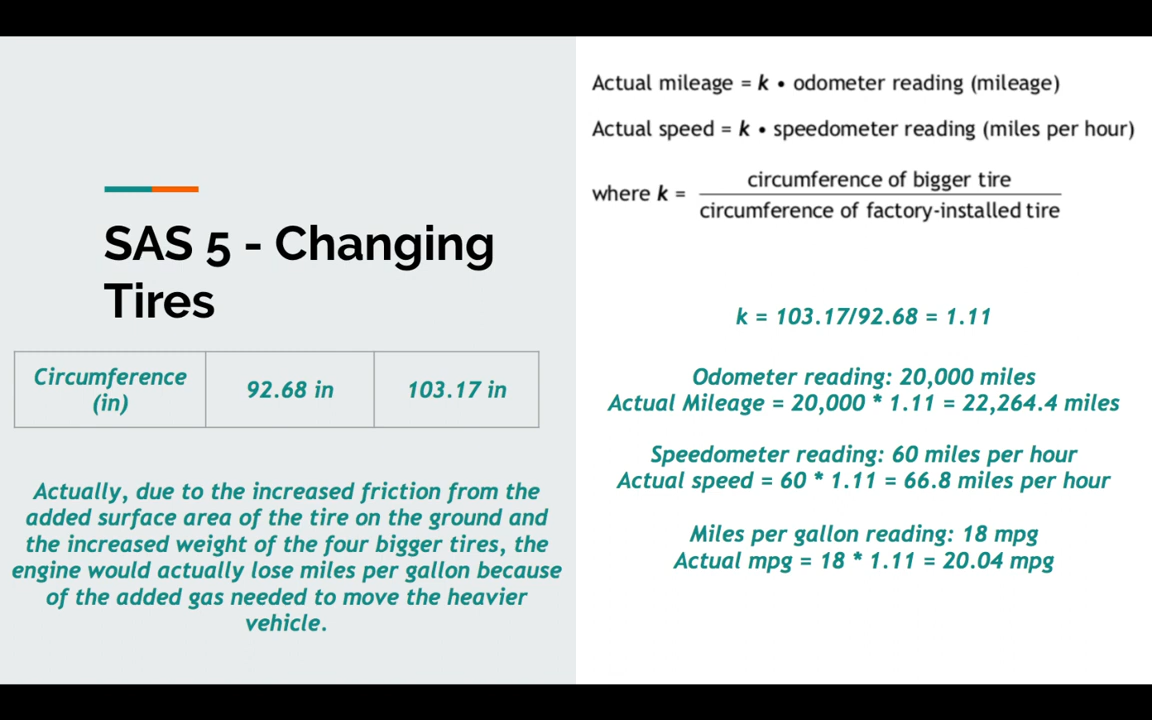 SAS 5 - Changing
Tires
Circumference
(in)
92.68 in
103.17 in
Actually, due to the increased friction from the
added surface area of the tire on the ground and
the increased weight of the four bigger tires, the
engine would actually lose miles per gallon because
of the added gas needed to move the heavier
vehicle.
Actual mileage = k • odometer reading (mileage)
Actual speed = k • speedometer reading (miles per hour)
where k = circumference of bigger tire
circumference of factory-installed tire
k = 103.17/92.68 = 1.11
Odometer reading: 20,000 miles
Actual Mileage = 20,000 * 1.11 = 22,264.4 miles
Speedometer reading: 60 miles per hour
Actual speed = 60 * 1.11 = 66.8 miles per hour
Miles per gallon reading: 18 mpg
Actual mpg = 18 * 1.11 = 20.04 mpg